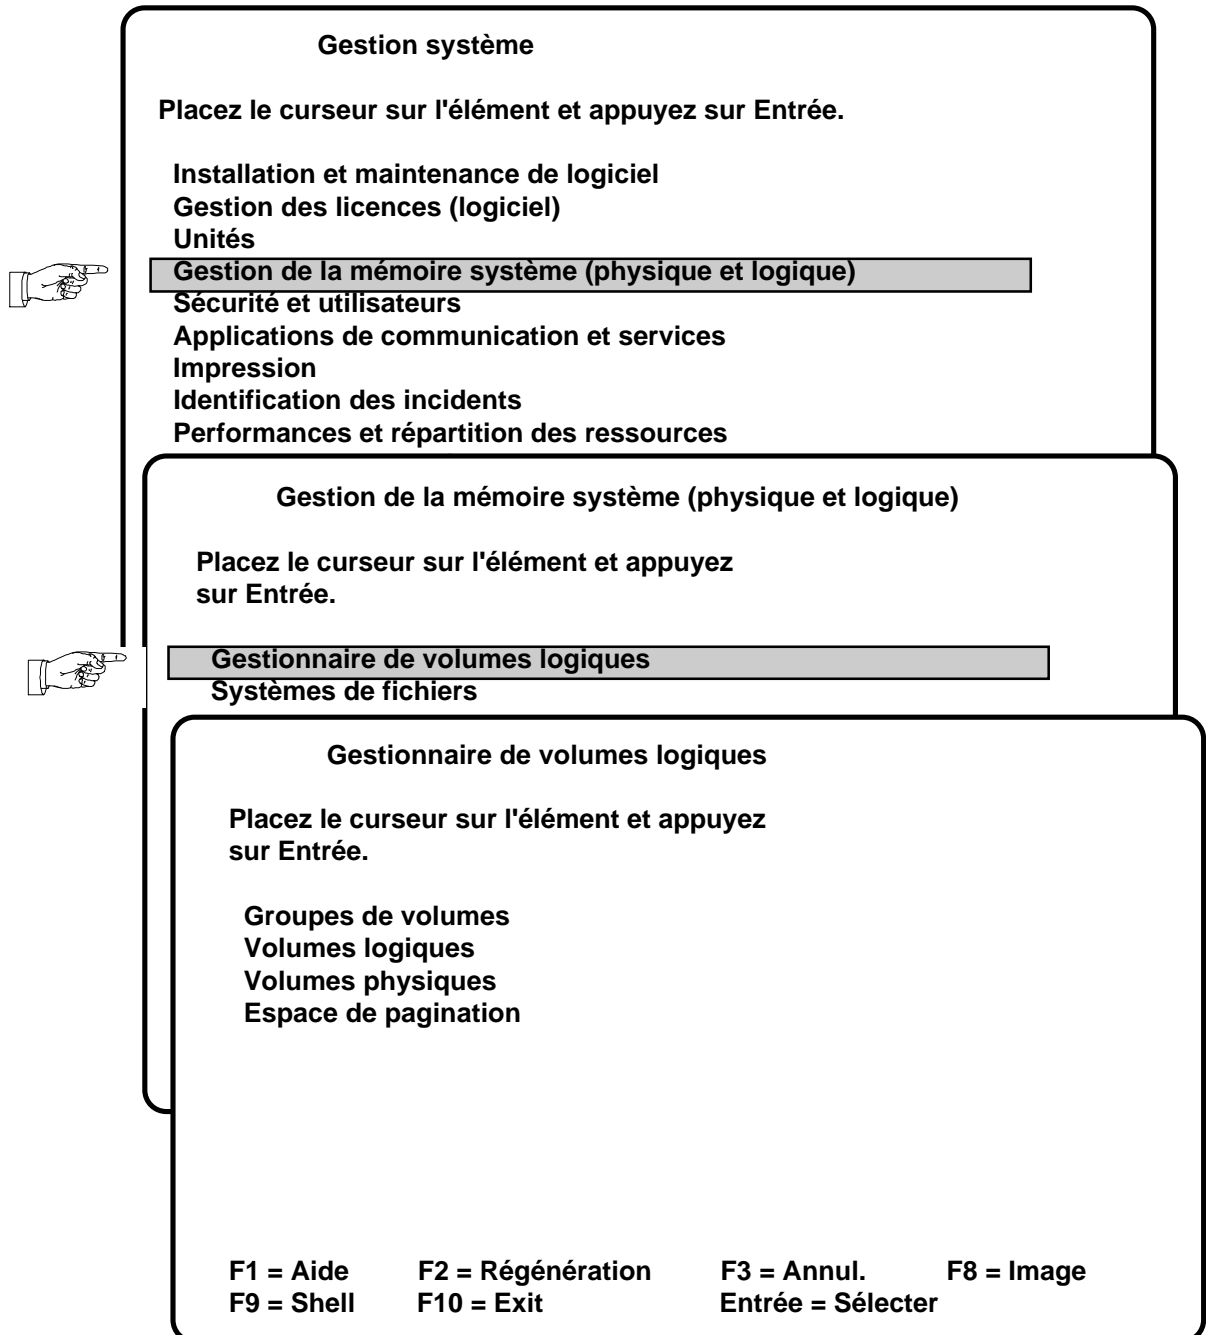 Gestion système
Placez le curseur sur l'élément et appuyez sur Entrée.
Installation et maintenance de logiciel
Gestion des licences (logiciel)
Unités
Gestion de la mémoire système (physique et logique)
Sécurité et utilisateurs
Applications de communication et services
Impression
Identification des incidents
Performances et répartition des ressources
Gestion de la mémoire système (physique et logique)
Placez le curseur sur l'élément et appuyez
sur Entrée.
Gestionnaire de volumes logiques
Systèmes de fichiers
Gestionnaire de volumes logiques
Placez le curseur sur l'élément et appuyez
sur Entrée.
Groupes de volumes
Volumes logiques
Volumes physiques
Espace de pagination
F1 = Aide F2 = Régénération F3 = Annul. F8 = Image
F9 = Shell F10 = Exit Entrée = Sélecter